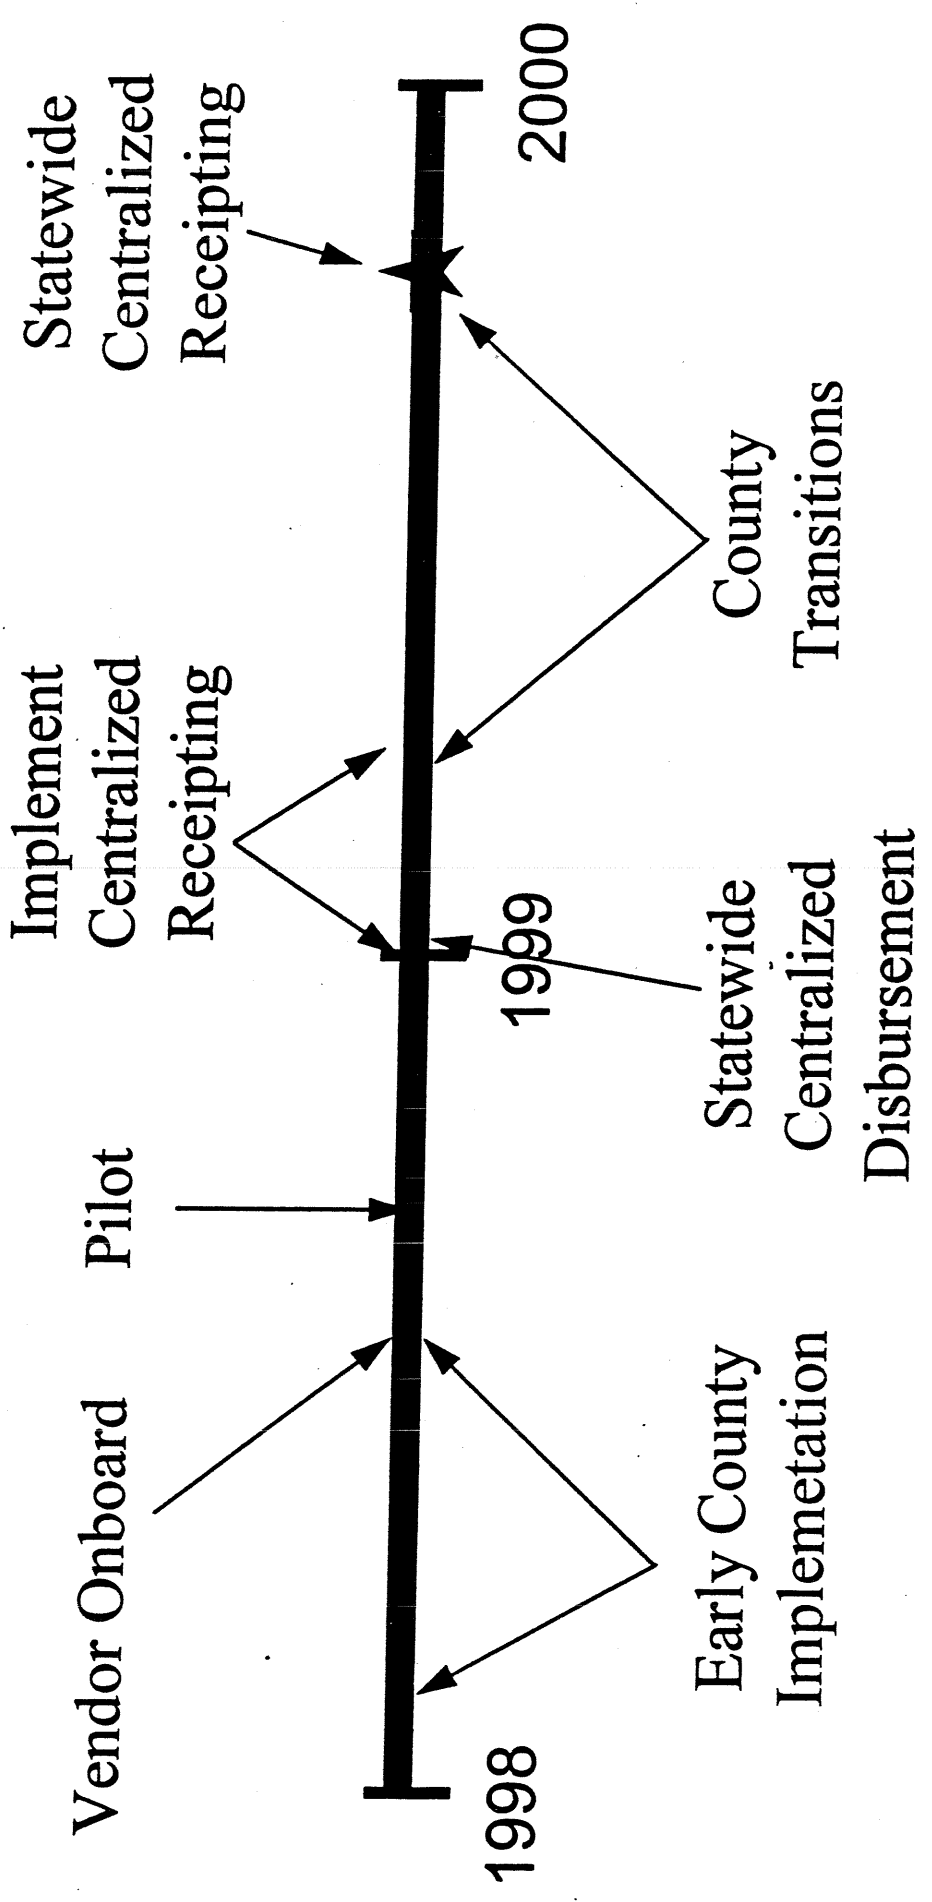 Vendor Onboard
Pilot
Implement
Centralized
Receipting
Statewide
Centralized
Receipting
1998
1999
2000
Early County
Implemetation
Statewide
Centralized
Disbursement
County
Transitions